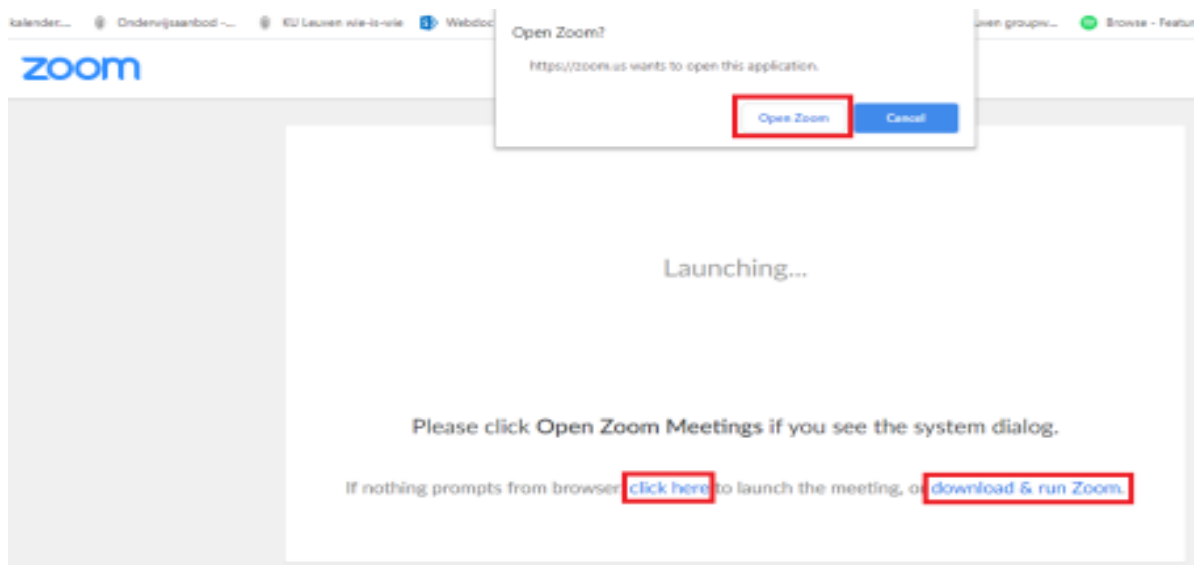 kalender:... Onderwijsaanbod -... KU Leuven wie-is-wie Webdoc uven groupw... Browse - Featur
Open Zoom?
https://zoom.us wants to open this application.
Open Zoom Cancel
zoom
Launching...
Please click Open Zoom Meetings if you see the system dialog.
If nothing prompts from browser click here to launch the meeting, or download & run Zoom.